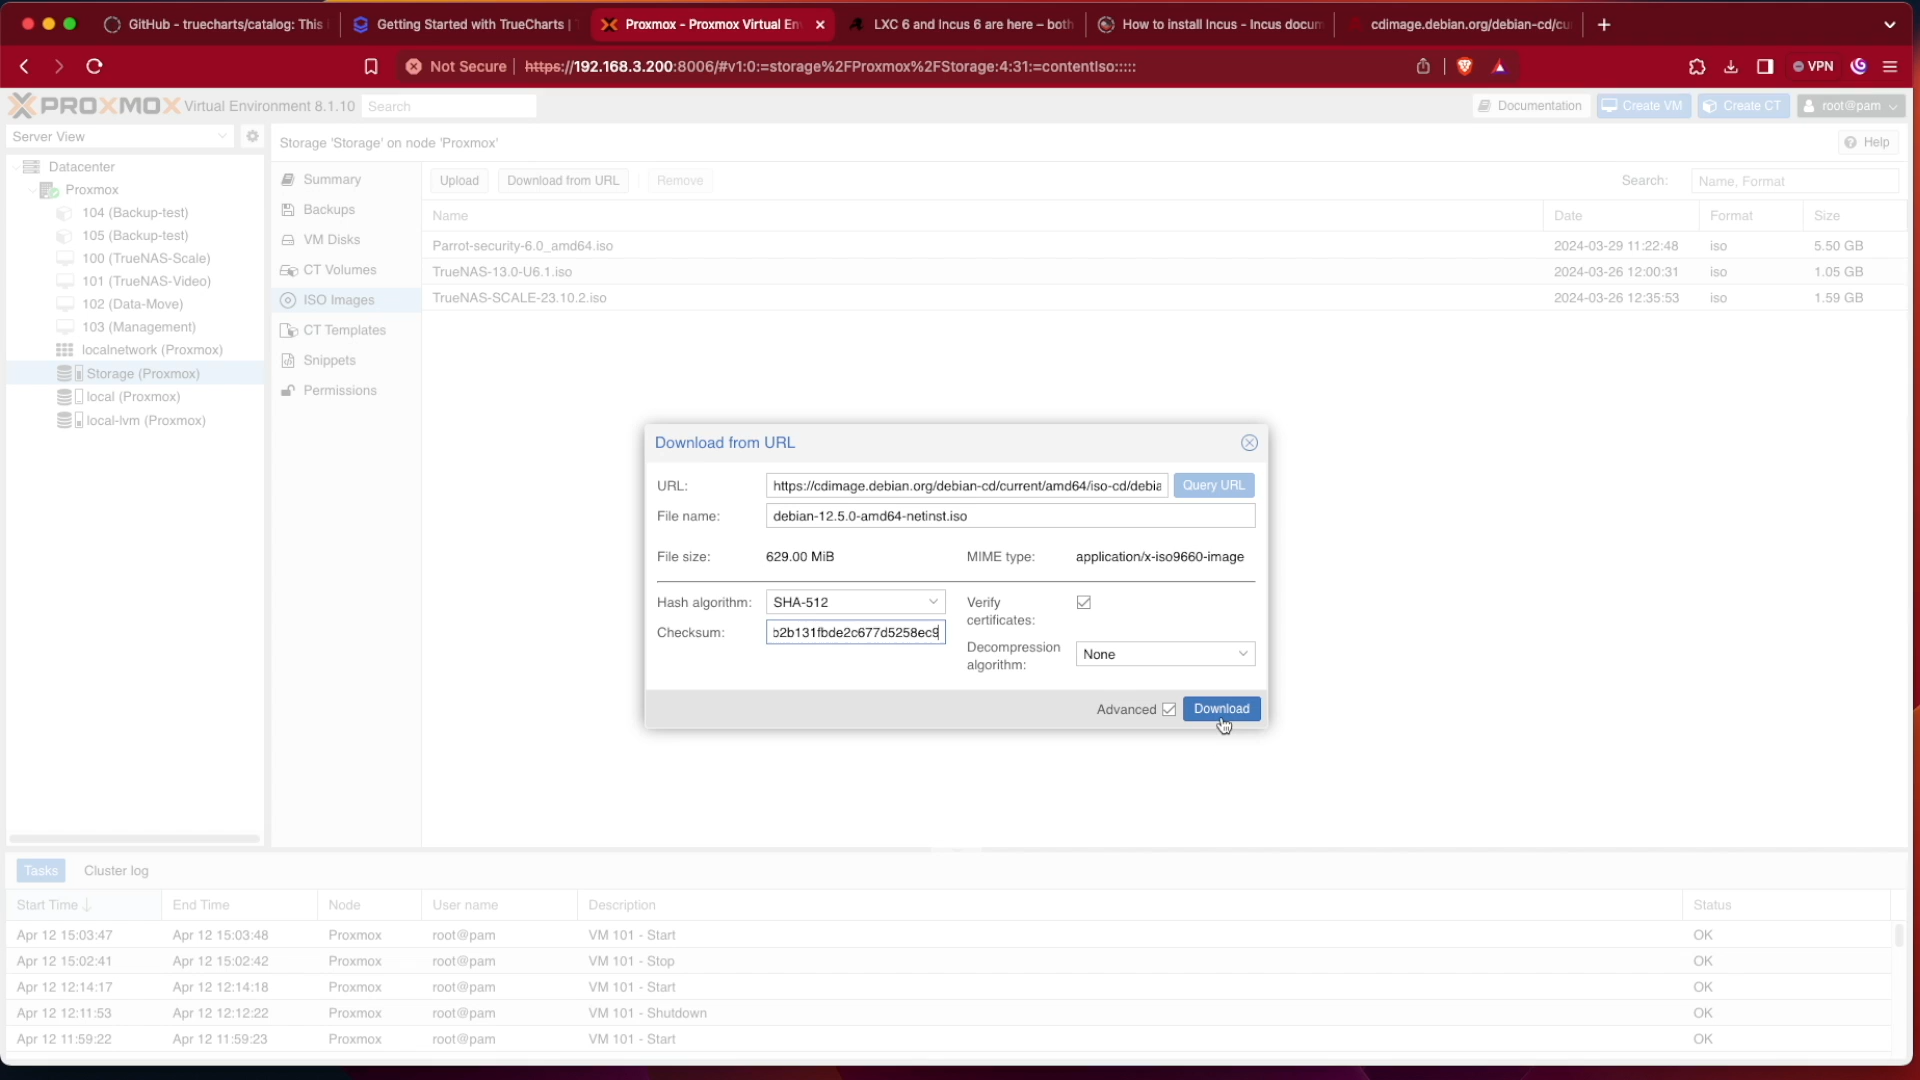 GitHub - truecharts/catalog: This
Getting Started with TrueCharts |
Proxmox - Proxmox Virtual En
LXC 6 and Incus 6 are here – both
How to install Incus - Incus docum
cdimage.debian.org/debian-cd/cu
Not Secure
https://192.168.3.200:8006/#v1:0:=storage%2FProxmox%2FStorage:4:31:=contentIso:::::
VPN
PROXMOX Virtual Environment 8.1.10
Search
Documentation
Create VM
Create CT
root@pam
Server View
Storage 'Storage' on node 'Proxmox'
Help
Datacenter
Proxmox
104 (Backup-test)
105 (Backup-test)
100 (TrueNAS-Scale)
101 (TrueNAS-Video)
102 (Data-Move)
103 (Management)
localnetwork (Proxmox)
Storage (Proxmox)
local (Proxmox)
local-lvm (Proxmox)
Summary
Backups
VM Disks
CT Volumes
ISO Images
CT Templates
Snippets
Permissions
Upload
Download from URL
Remove
Search:
Name, Format
Name
Date
Format
Size
Parrot-security-6.0_amd64.iso
2024-03-29 11:22:48
iso
5.50 GB
TrueNAS-13.0-U6.1.iso
2024-03-26 12:00:31
iso
1.05 GB
TrueNAS-SCALE-23.10.2.iso
2024-03-26 12:35:53
iso
1.59 GB
Download from URL
URL:
https://cdimage.debian.org/debian-cd/current/amd64/iso-cd/debia
Query URL
File name:
debian-12.5.0-amd64-netinst.iso
File size:
629.00 MiB
MIME type:
application/x-iso9660-image
Hash algorithm:
SHA-512
Verify
certificates:
Checksum:
b2b131fbde2c677d5258ec9
Decompression
algorithm:
None
Advanced
Download
Tasks
Cluster log
Start Time
End Time
Node
User name
Description
Status
Apr 12 15:03:47
Apr 12 15:03:48
Proxmox
root@pam
VM 101 - Start
OK
Apr 12 15:02:41
Apr 12 15:02:42
Proxmox
root@pam
VM 101 - Stop
OK
Apr 12 12:14:17
Apr 12 12:14:18
Proxmox
root@pam
VM 101 - Start
OK
Apr 12 12:11:53
Apr 12 12:12:22
Proxmox
root@pam
VM 101 - Shutdown
OK
Apr 12 11:59:22
Apr 12 11:59:23
Proxmox
root@pam
VM 101 - Start
OK